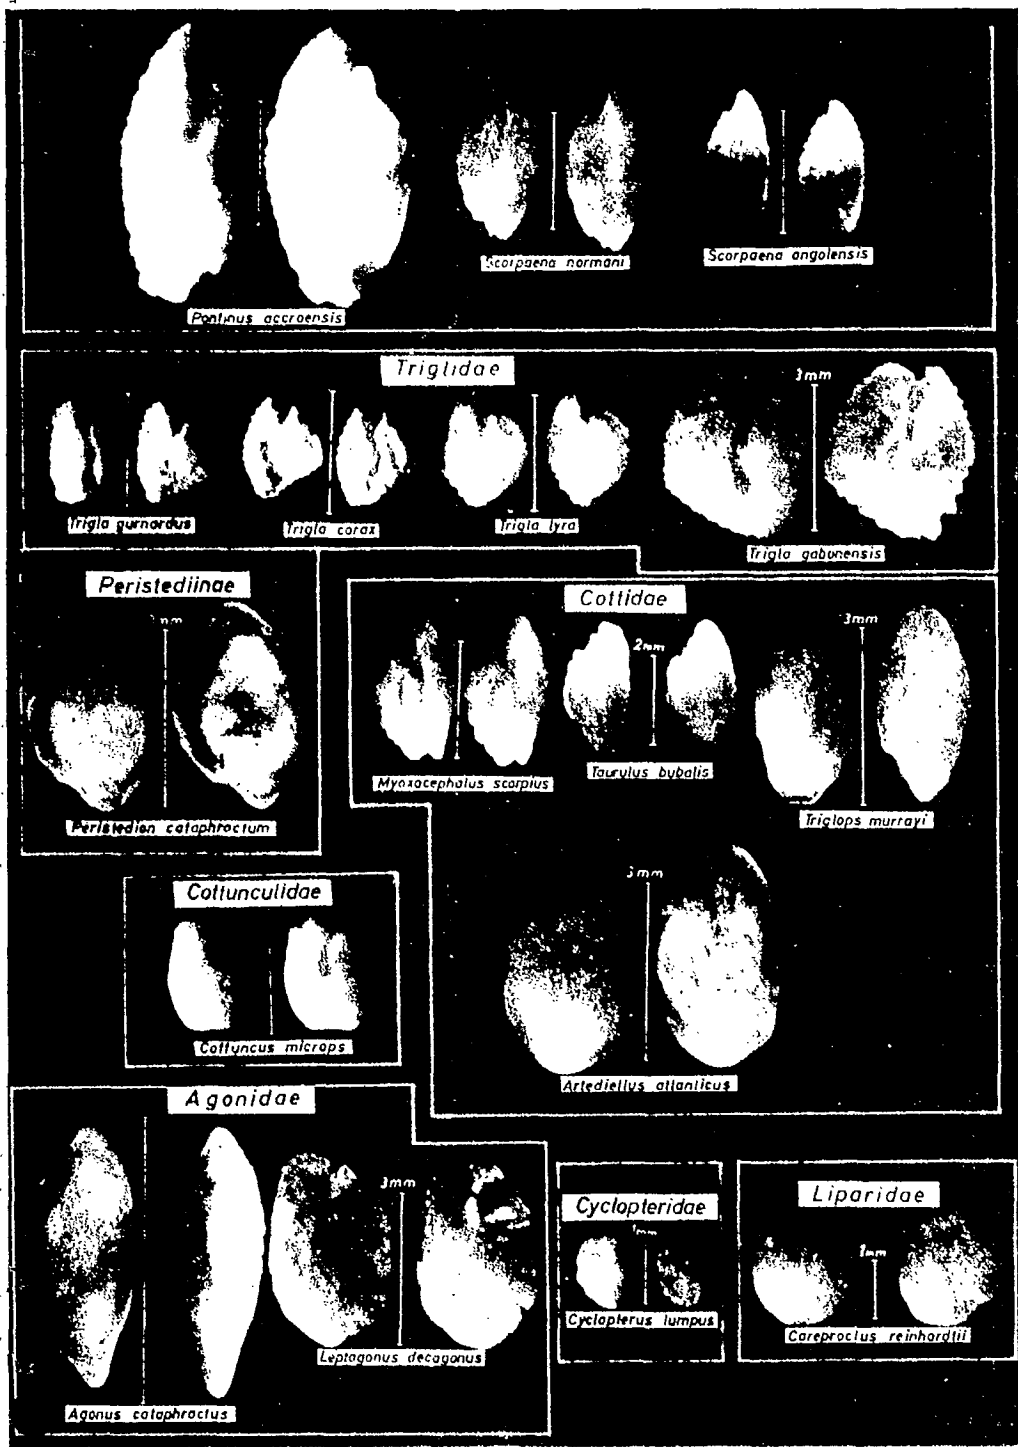 Pontinus accraensis
Scorpaena normani
Scorpaena angolensis
Triglidae
3mm
Trigla gurnardus
Trigla corax
Trigla lyra
Trigla gabunensis
Peristediinae
3mm
Peristedion cataphractum
Cottidae
2mm
3mm
Myoxocephalus scorpius
Taurulus bubalis
Triglops murrayi
3mm
Artediellus atlanticus
Cottunculidae
Cottuncus microps
Agonidae
3mm
Leptagonus decagonus
Agonus cataphractus
Cyclopteridae
1mm
Cyclopterus lumpus
Liparidae
1mm
Careproctus reinhardtii